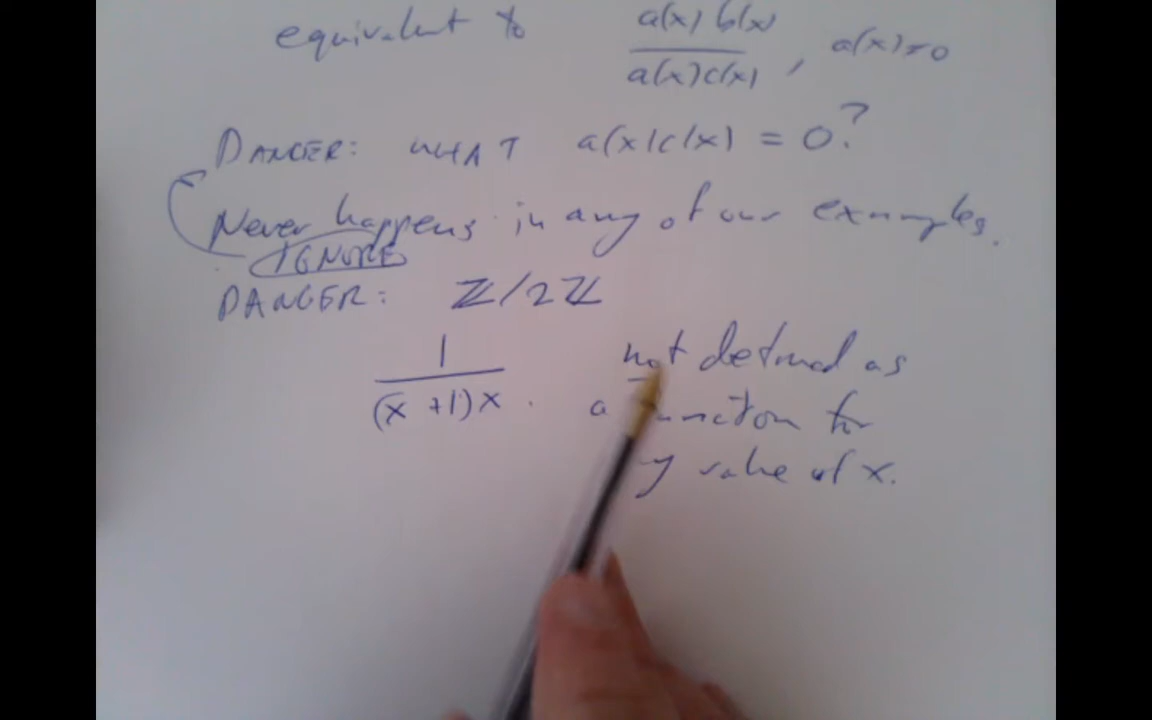 equivalent to a(x) b(x) / a(x) c(x) , a(x) ≠ 0
DANGER: WHAT a(x) c(x) = 0?
Never happens in any of our examples.
IGNORE
DANGER: ℤ/2ℤ
1 / (x+1)x . not defined as
a function for
value of x.